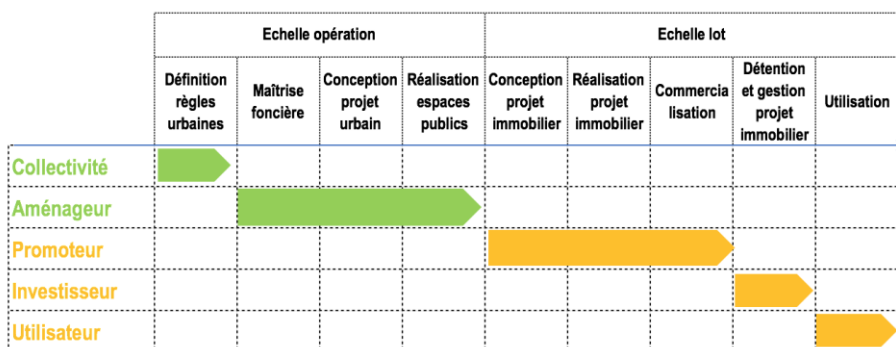 Echelle opération
Echelle lot
Définition
règles
urbaines
Maîtrise
foncière
Conception
projet
urbain
Réalisation
espaces
publics
Conception
projet
immobilier
Réalisation
projet
immobilier
Commercia
lisation
Détention
et gestion
projet
immobilier
Utilisation
Collectivité
Aménageur
Promoteur
Investisseur
Utilisateur